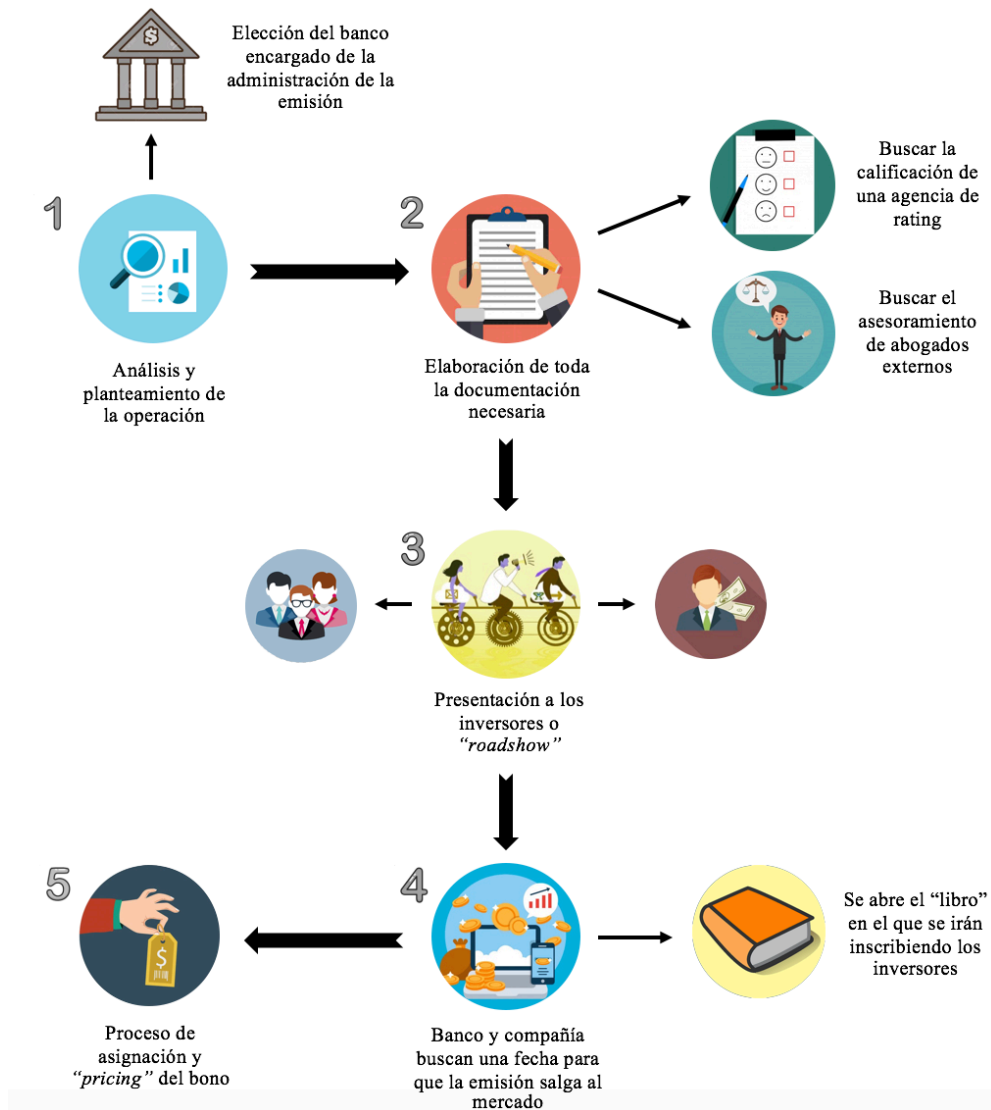 $
Elección del banco
encargado de la
administración de la
emisión
1
Análisis y
planteamiento de
la operación
2
Elaboración de toda
la documentación
necesaria
Buscar la
calificación de
una agencia de
rating
Buscar el
asesoramiento
de abogados
externos
3
Presentación a los
inversores o
“roadshow”
4
Banco y compañía
buscan una fecha para
que la emisión salga al
mercado
Se abre el “libro”
en el que se irán
inscribiendo los
inversores
5
$
Proceso de
asignación y
“pricing” del bono